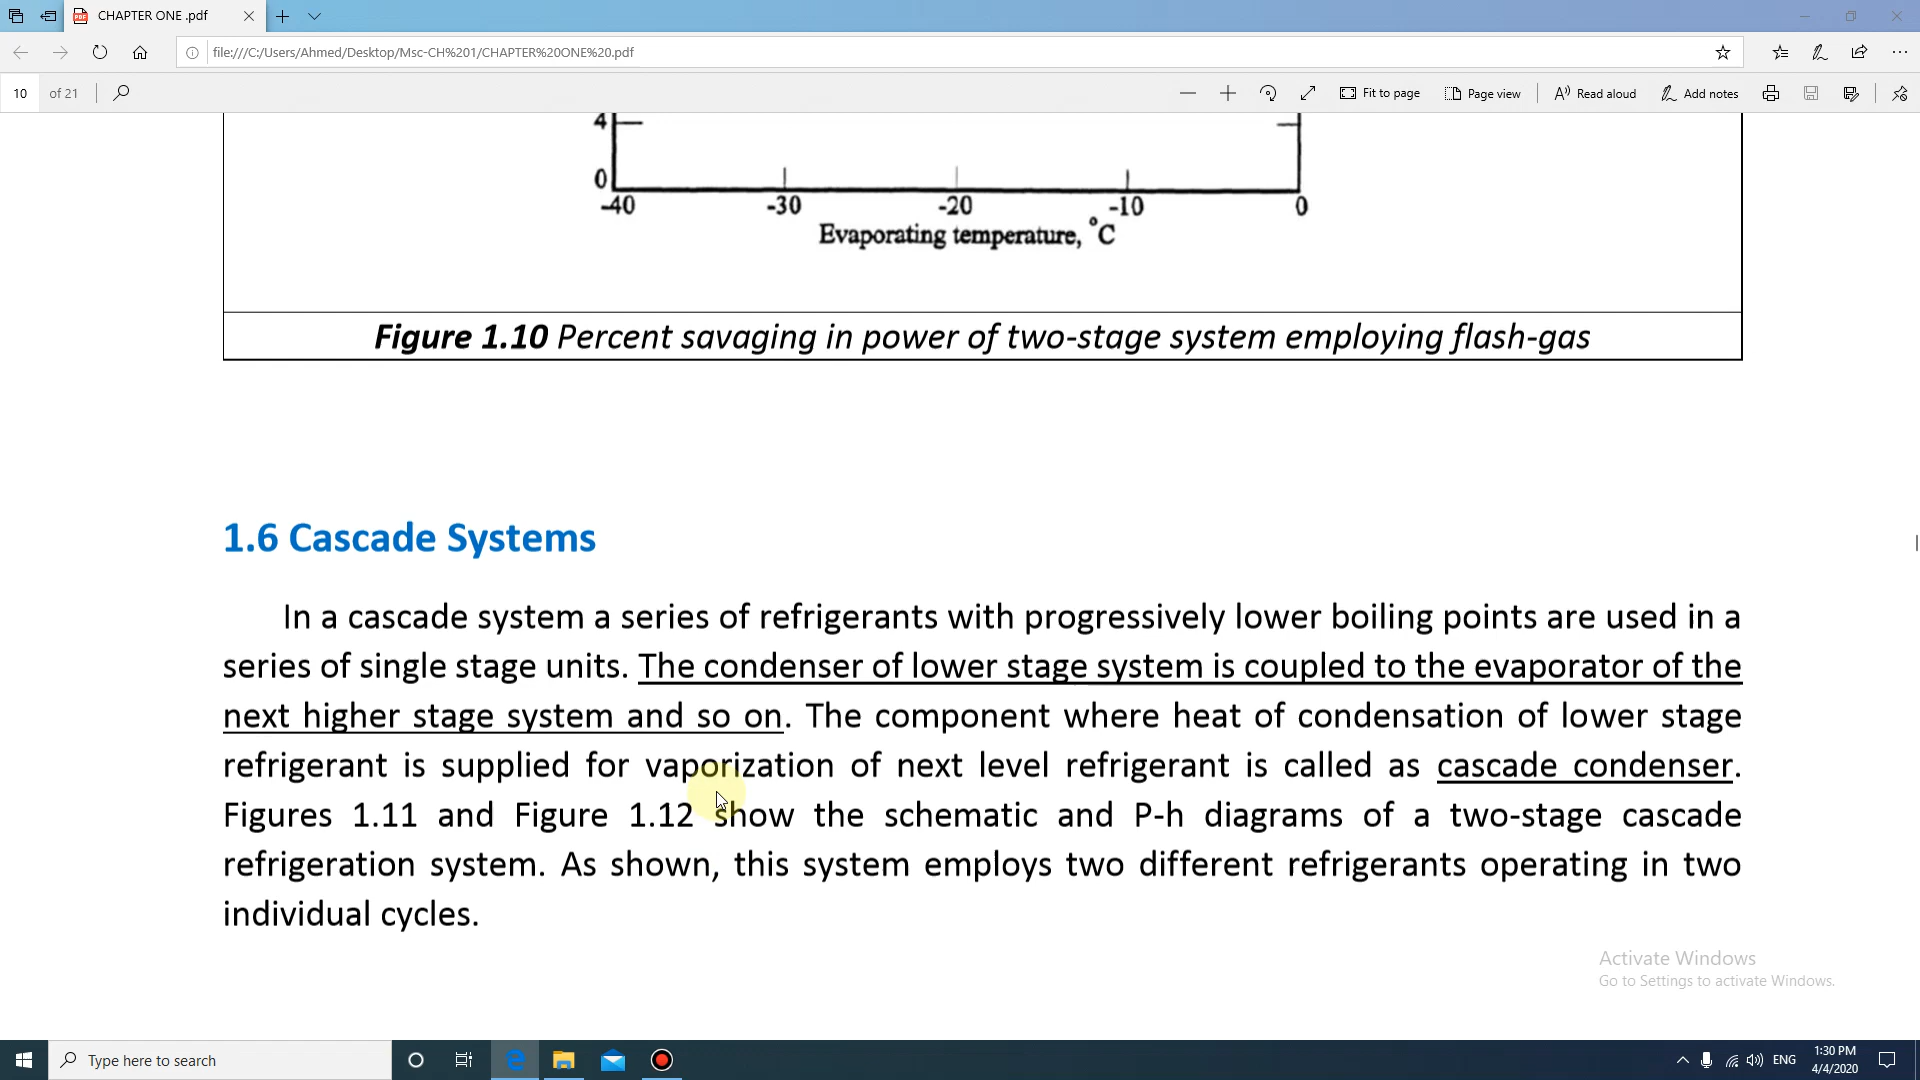 CHAPTER ONE .pdf
file:///C:/Users/Ahmed/Desktop/Msc-CH%201/CHAPTER%20ONE%20.pdf
10 of 21
Fit to page
Page view
Read aloud
Add notes
4
0
-40 -30 -20 -10 0
Evaporating temperature, °C
Figure 1.10 Percent savaging in power of two-stage system employing flash-gas
1.6 Cascade Systems
In a cascade system a series of refrigerants with progressively lower boiling points are used in a
series of single stage units. The condenser of lower stage system is coupled to the evaporator of the
next higher stage system and so on. The component where heat of condensation of lower stage
refrigerant is supplied for vaporization of next level refrigerant is called as cascade condenser.
Figures 1.11 and Figure 1.12 show the schematic and P-h diagrams of a two-stage cascade
refrigeration system. As shown, this system employs two different refrigerants operating in two
individual cycles.
Activate Windows
Go to Settings to activate Windows.
Type here to search
ENG
1:30 PM
4/4/2020